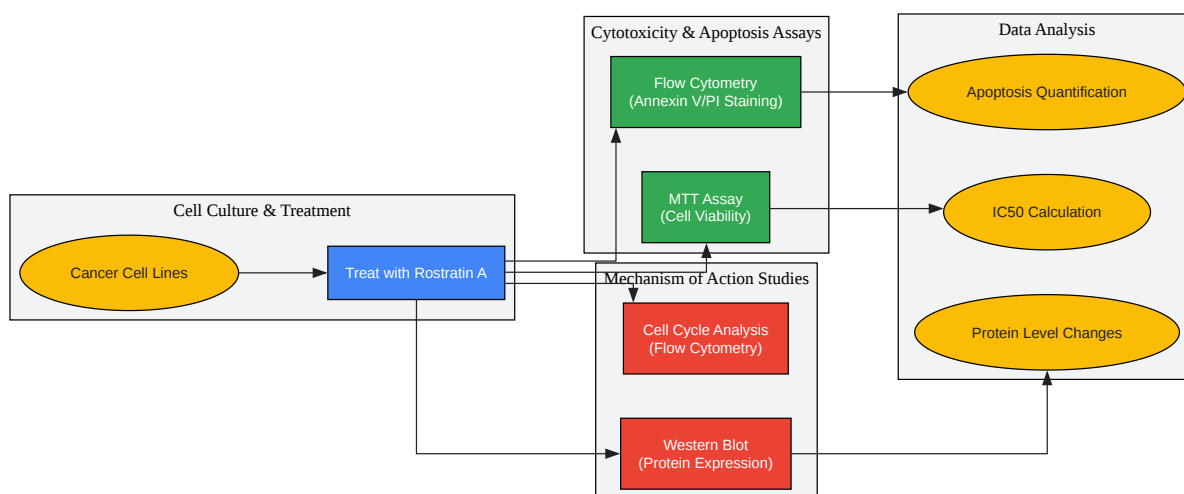 Cytotoxicity & Apoptosis Assays
Flow Cytometry
(Annexin V/PI Staining)
MTT Assay
(Cell Viability)
Data Analysis
Apoptosis Quantification
IC50 Calculation
Protein Level Changes
Cell Culture & Treatment
Cancer Cell Lines
Treat with Rostratin A
Mechanism of Action Studies
Cell Cycle Analysis
(Flow Cytometry)
Western Blot
(Protein Expression)